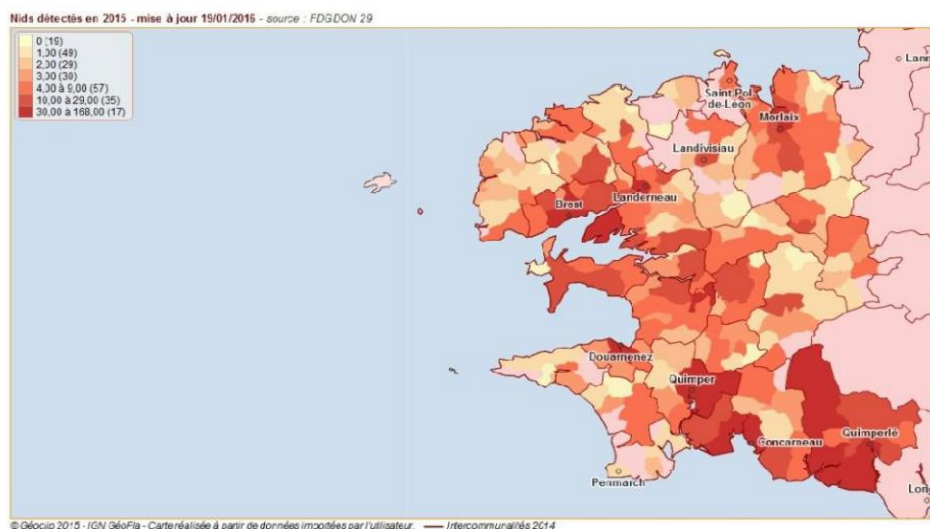 Nids détectés en 2015 - mise à jour 19/01/2016 - source : FDGDON 29
0 (19)
1,00 (49)
2,00 (29)
3,00 (30)
4,00 à 9,00 (57)
10,00 à 29,00 (35)
30,00 à 168,00 (17)
Lann
Saint-Pol-
de-Léon
Morlaix
Landivisiau
Landerneau
Brest
Douarnenez
Quimper
Concarneau
Quimperlé
Penmarch
Lori
© Géoclip 2015 - IGN GéoFla - Carte réalisée à partir de données importées par l'utilisateur. Intercommunalités 2014